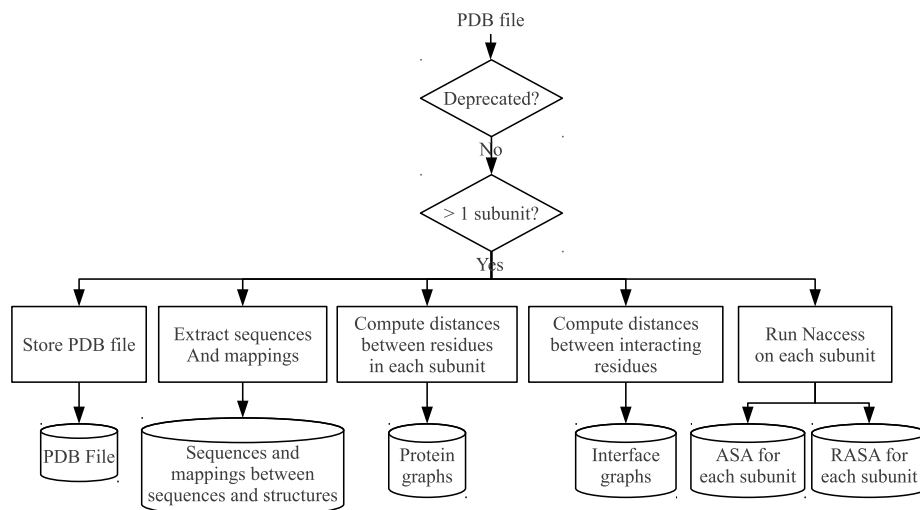 PDB file
Deprecated?
No
> 1 subunit?
Yes
Store PDB file
Extract sequences
And mappings
Compute distances
between residues
in each subunit
Compute distances
between interacting
residues
Run Naccess
on each subunit
PDB File
Sequences and
mappings between
sequences and structures
Protein
graphs
Interface
graphs
ASA for
each subunit
RASA for
each subunit